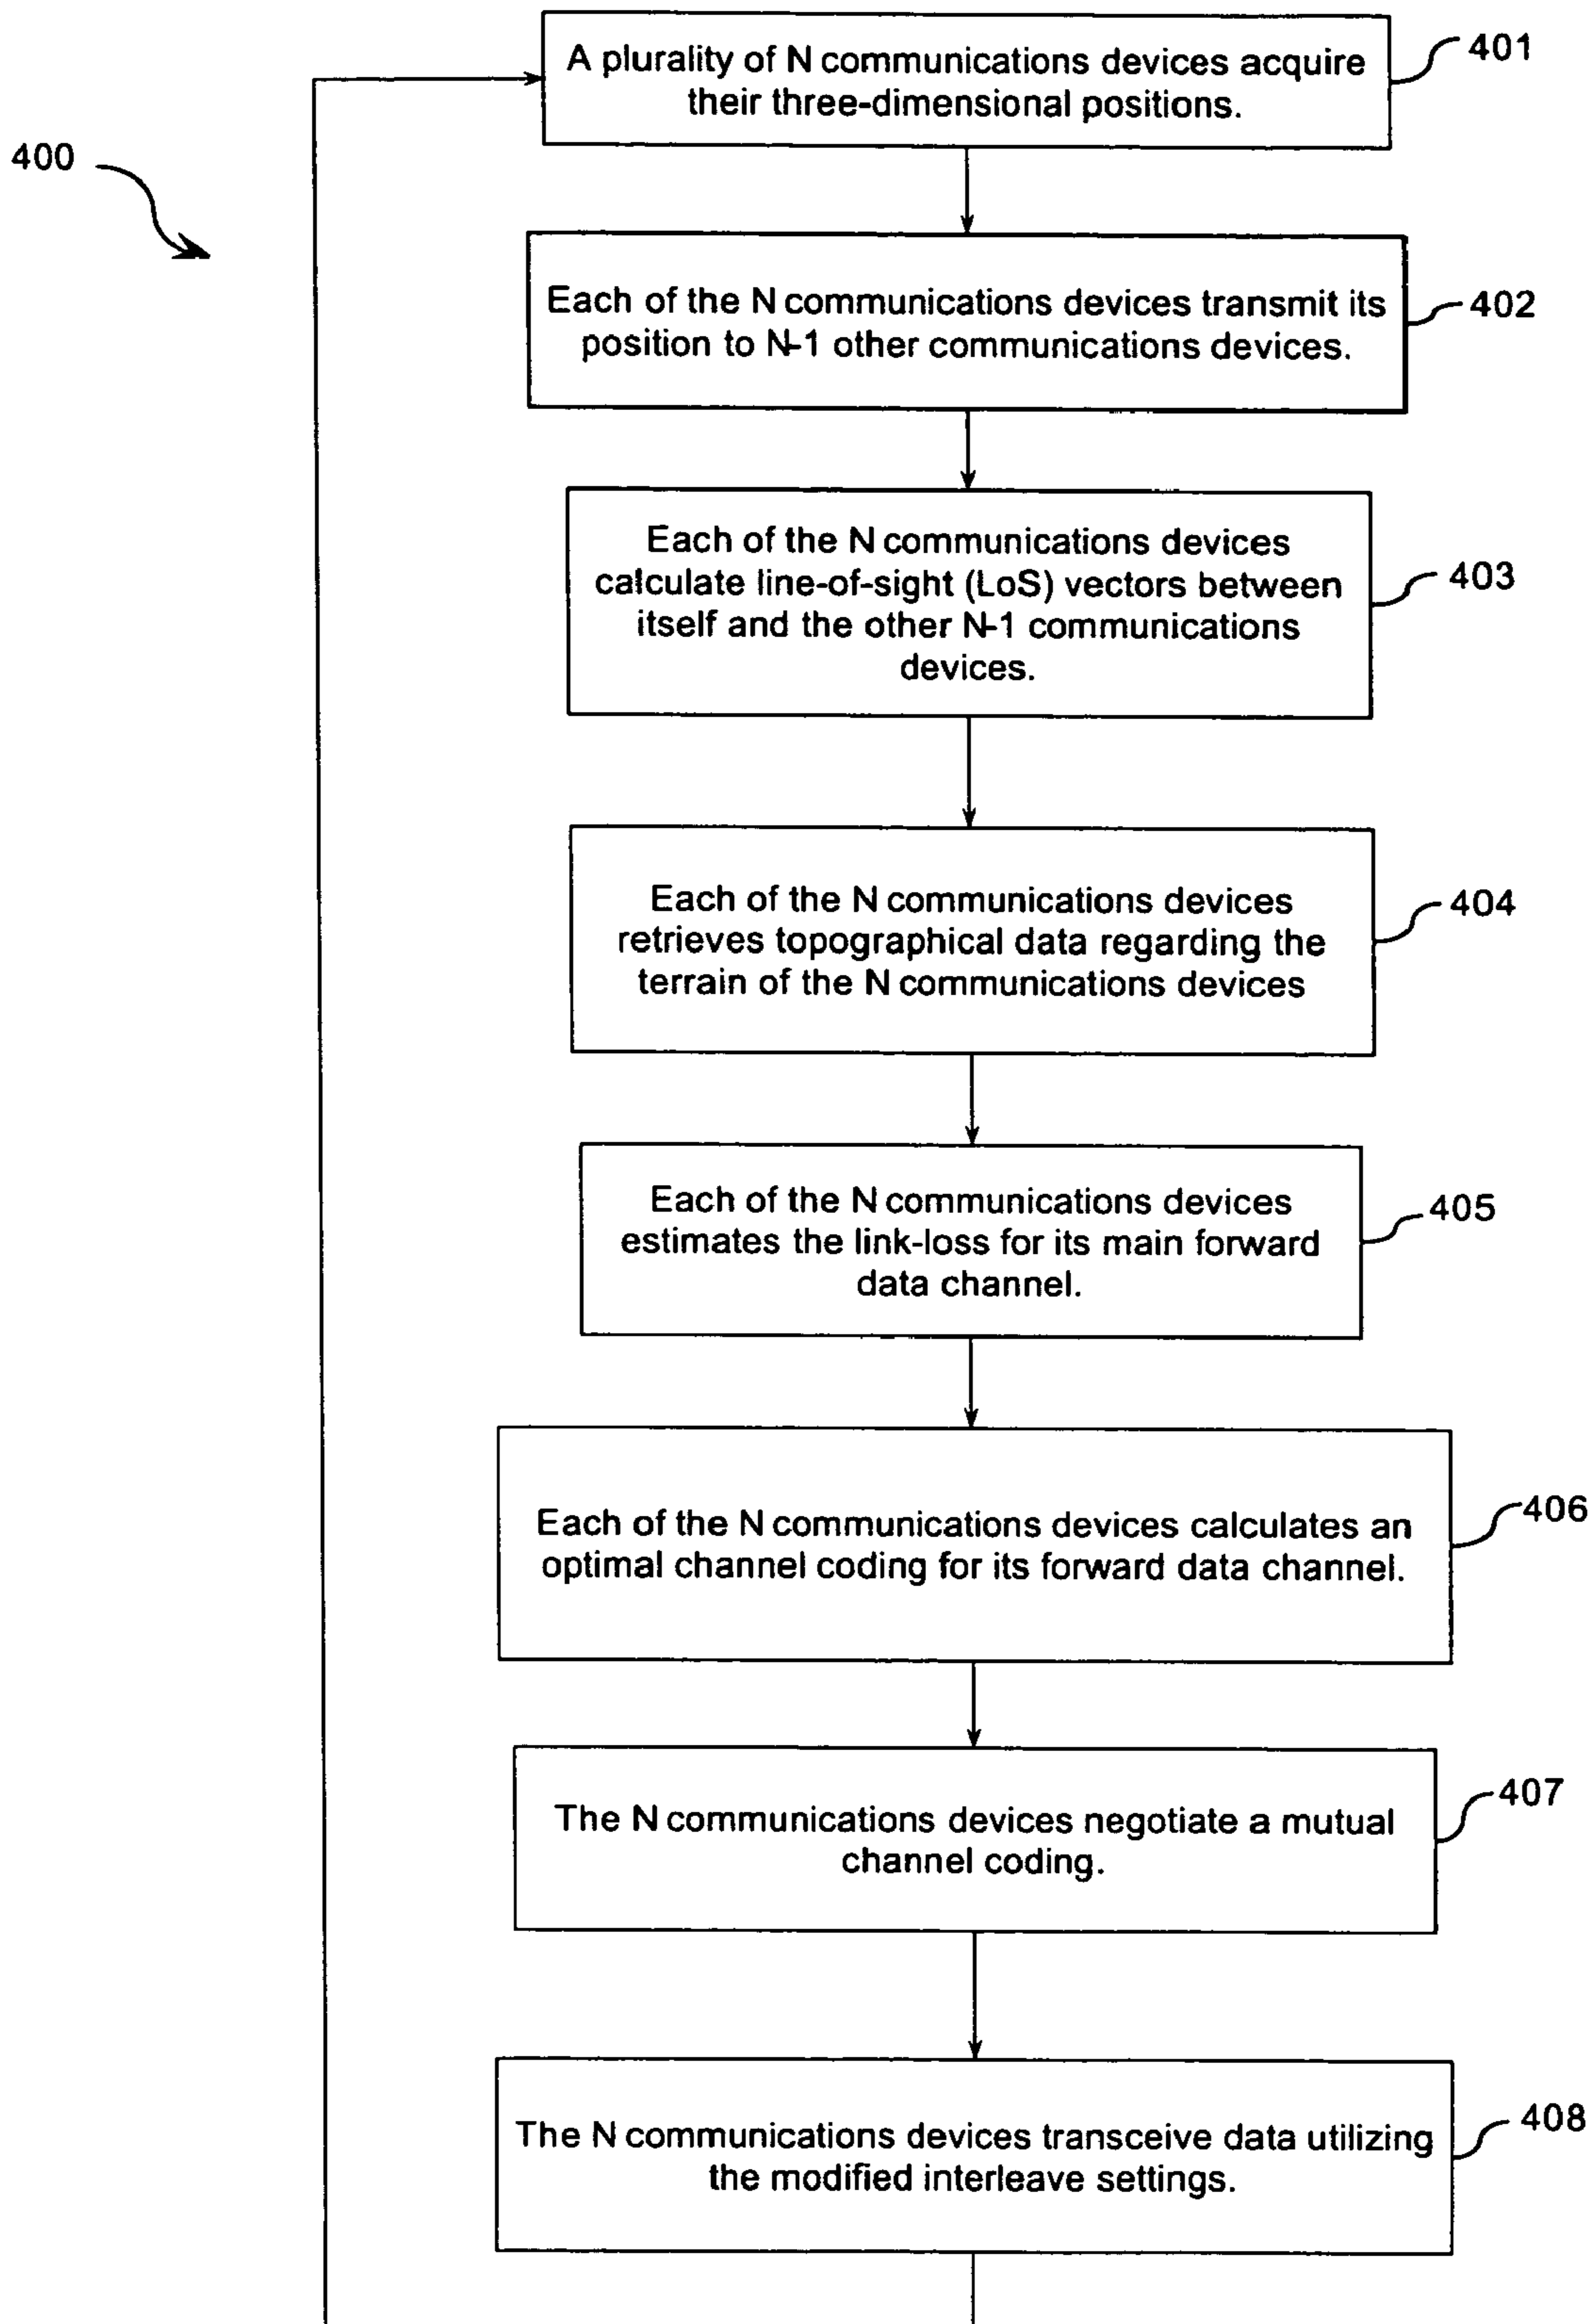 A plurality of N communications devices acquire
their three-dimensional positions.
401
400
Each of the N communications devices transmit its
position to N-1 other communications devices.
402
Each of the N communications devices
calculate line-of-sight (LoS) vectors between
itself and the other N-1 communications
devices.
403
Each of the N communications devices
retrieves topographical data regarding the
terrain of the N communications devices
404
Each of the N communications devices
estimates the link-loss for its main forward
data channel.
405
Each of the N communications devices calculates an
optimal channel coding for its forward data channel.
406
The N communications devices negotiate a mutual
channel coding.
407
The N communications devices transceive data utilizing
the modified interleave settings.
408